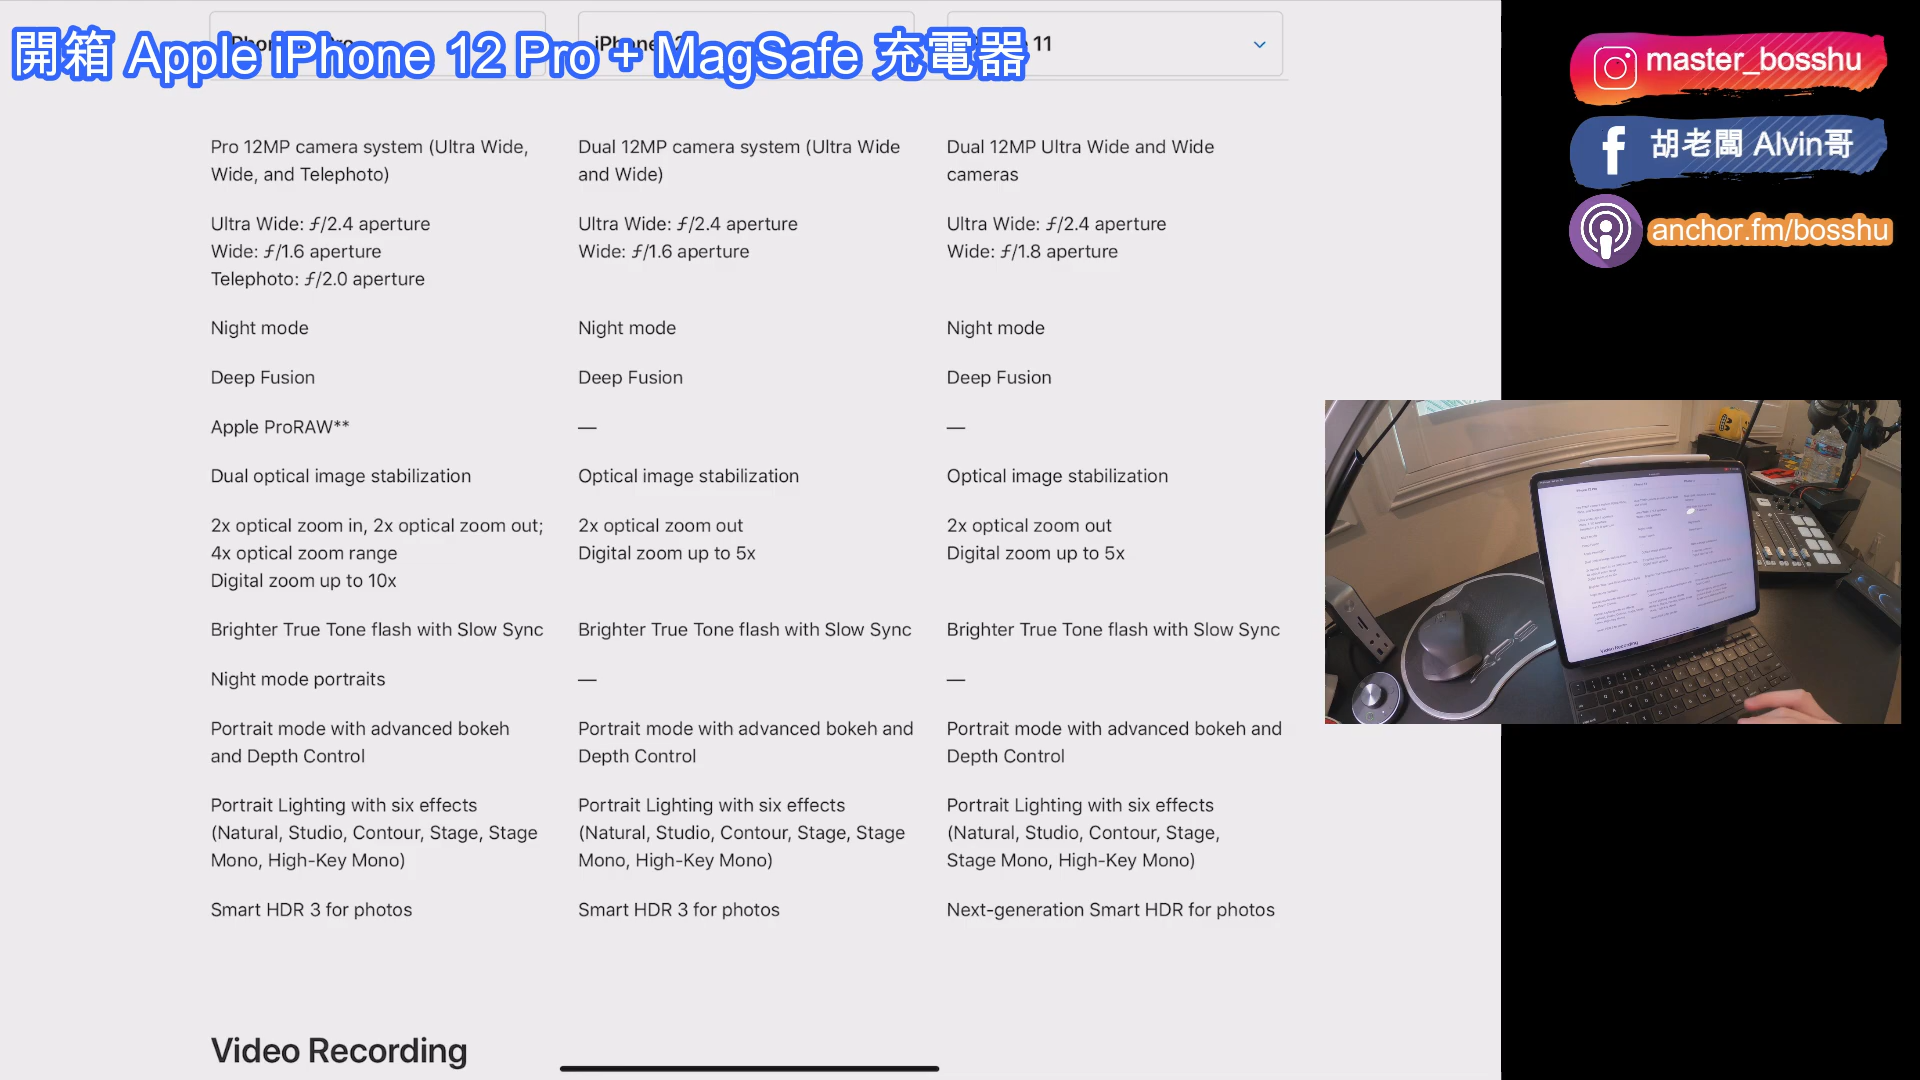 開箱 Apple iPhone 12 Pro + MagSafe 充電器
11
master_bosshu
胡老闆 Alvin哥
anchor.fm/bosshu
Pro 12MP camera system (Ultra Wide,
Wide, and Telephoto)
Ultra Wide: ƒ/2.4 aperture
Wide: ƒ/1.6 aperture
Telephoto: ƒ/2.0 aperture
Night mode
Deep Fusion
Apple ProRAW**
Dual optical image stabilization
2x optical zoom in, 2x optical zoom out;
4x optical zoom range
Digital zoom up to 10x
Brighter True Tone flash with Slow Sync
Night mode portraits
Portrait mode with advanced bokeh
and Depth Control
Portrait Lighting with six effects
(Natural, Studio, Contour, Stage, Stage
Mono, High-Key Mono)
Smart HDR 3 for photos
Dual 12MP camera system (Ultra Wide
and Wide)
Ultra Wide: ƒ/2.4 aperture
Wide: ƒ/1.6 aperture
Night mode
Deep Fusion
—
Optical image stabilization
2x optical zoom out
Digital zoom up to 5x
Brighter True Tone flash with Slow Sync
—
Portrait mode with advanced bokeh and
Depth Control
Portrait Lighting with six effects
(Natural, Studio, Contour, Stage, Stage
Mono, High-Key Mono)
Smart HDR 3 for photos
Dual 12MP Ultra Wide and Wide
cameras
Ultra Wide: ƒ/2.4 aperture
Wide: ƒ/1.8 aperture
Night mode
Deep Fusion
—
Optical image stabilization
2x optical zoom out
Digital zoom up to 5x
Brighter True Tone flash with Slow Sync
—
Portrait mode with advanced bokeh and
Depth Control
Portrait Lighting with six effects
(Natural, Studio, Contour, Stage,
Stage Mono, High-Key Mono)
Next-generation Smart HDR for photos
Video Recording
Video Recording